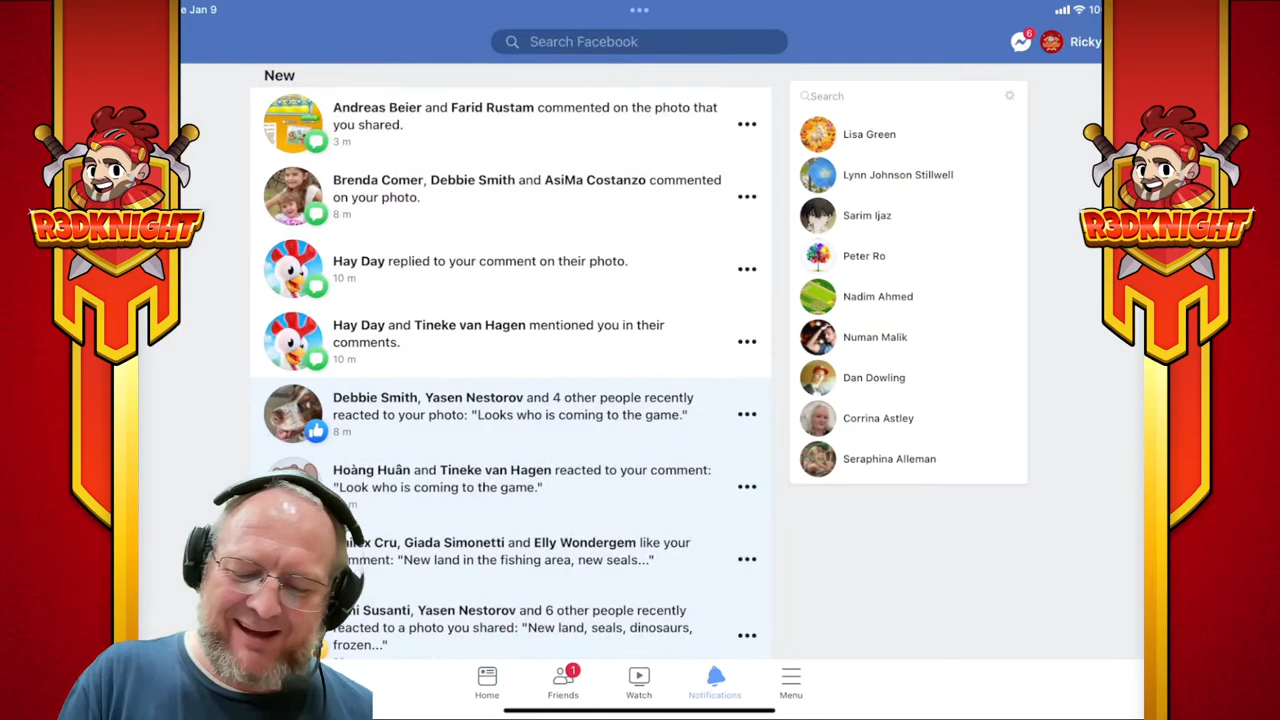 e Jan 9
10
Search Facebook
6
Ricky
New
Andreas Beier and Farid Rustam commented on the photo that
you shared.
3 m
Brenda Comer, Debbie Smith and AsiMa Costanzo commented
on your photo.
8 m
Hay Day replied to your comment on their photo.
10 m
Hay Day and Tineke van Hagen mentioned you in their
comments.
10 m
Debbie Smith, Yasen Nestorov and 4 other people recently
reacted to your photo: "Looks who is coming to the game."
8 m
Hoàng Huân and Tineke van Hagen reacted to your comment:
"Look who is coming to the game."
m
Cru, Giada Simonetti and Elly Wondergem like your
mment: "New land in the fishing area, new seals..."
Susanti, Yasen Nestorov and 6 other people recently
reacted to a photo you shared: "New land, seals, dinosaurs,
frozen..."
Search
Lisa Green
Lynn Johnson Stillwell
Sarim Ijaz
Peter Ro
Nadim Ahmed
Numan Malik
Dan Dowling
Corrina Astley
Seraphina Alleman
Home
1
Friends
Watch
Notifications
Menu
R3DKNIGHT
R3DKNIGHT